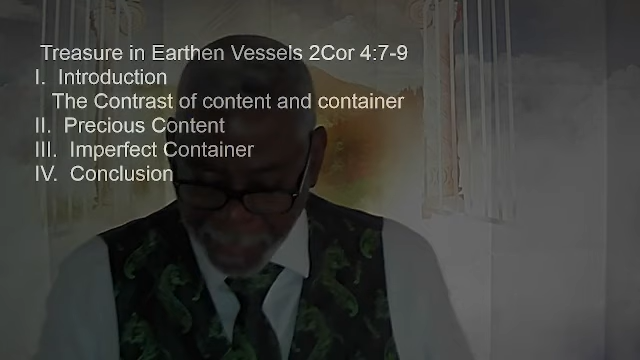 Treasure in Earthen Vessels 2Cor 4:7-9
I. Introduction
The Contrast of content and container
II. Precious Content
III. Imperfect Container
IV. Conclusion